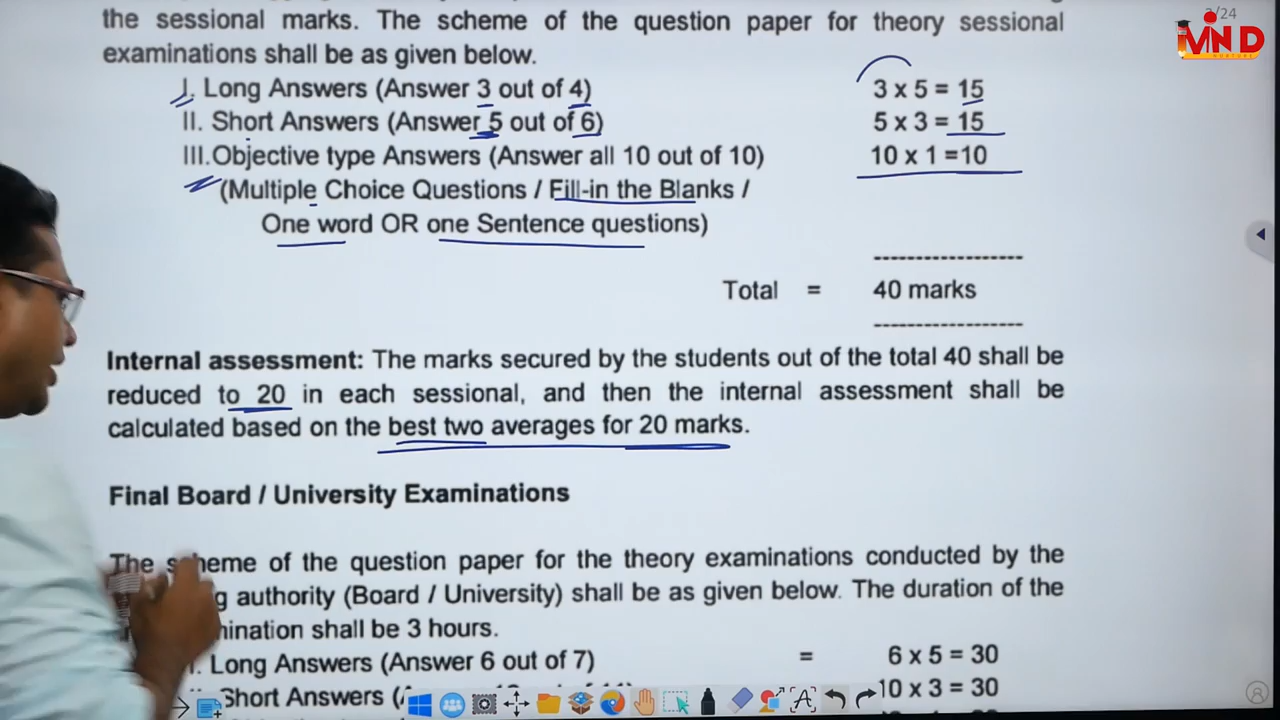 the sessional marks. The scheme of the question paper for theory sessional
examinations shall be as given below.
I. Long Answers (Answer 3 out of 4) 3 x 5 = 15
II. Short Answers (Answer 5 out of 6) 5 x 3 = 15
III.Objective type Answers (Answer all 10 out of 10) 10 x 1 =10
(Multiple Choice Questions / Fill-in the Blanks /
One word OR one Sentence questions)
Total = 40 marks
Internal assessment: The marks secured by the students out of the total 40 shall be
reduced to 20 in each sessional, and then the internal assessment shall be
calculated based on the best two averages for 20 marks.
Final Board / University Examinations
The scheme of the question paper for the theory examinations conducted by the
authority (Board / University) shall be as given below. The duration of the
shall be 3 hours.
Long Answers (Answer 6 out of 7) = 6 x 5 = 30
Short Answers ( 10 x 3 = 30
/24
MIND